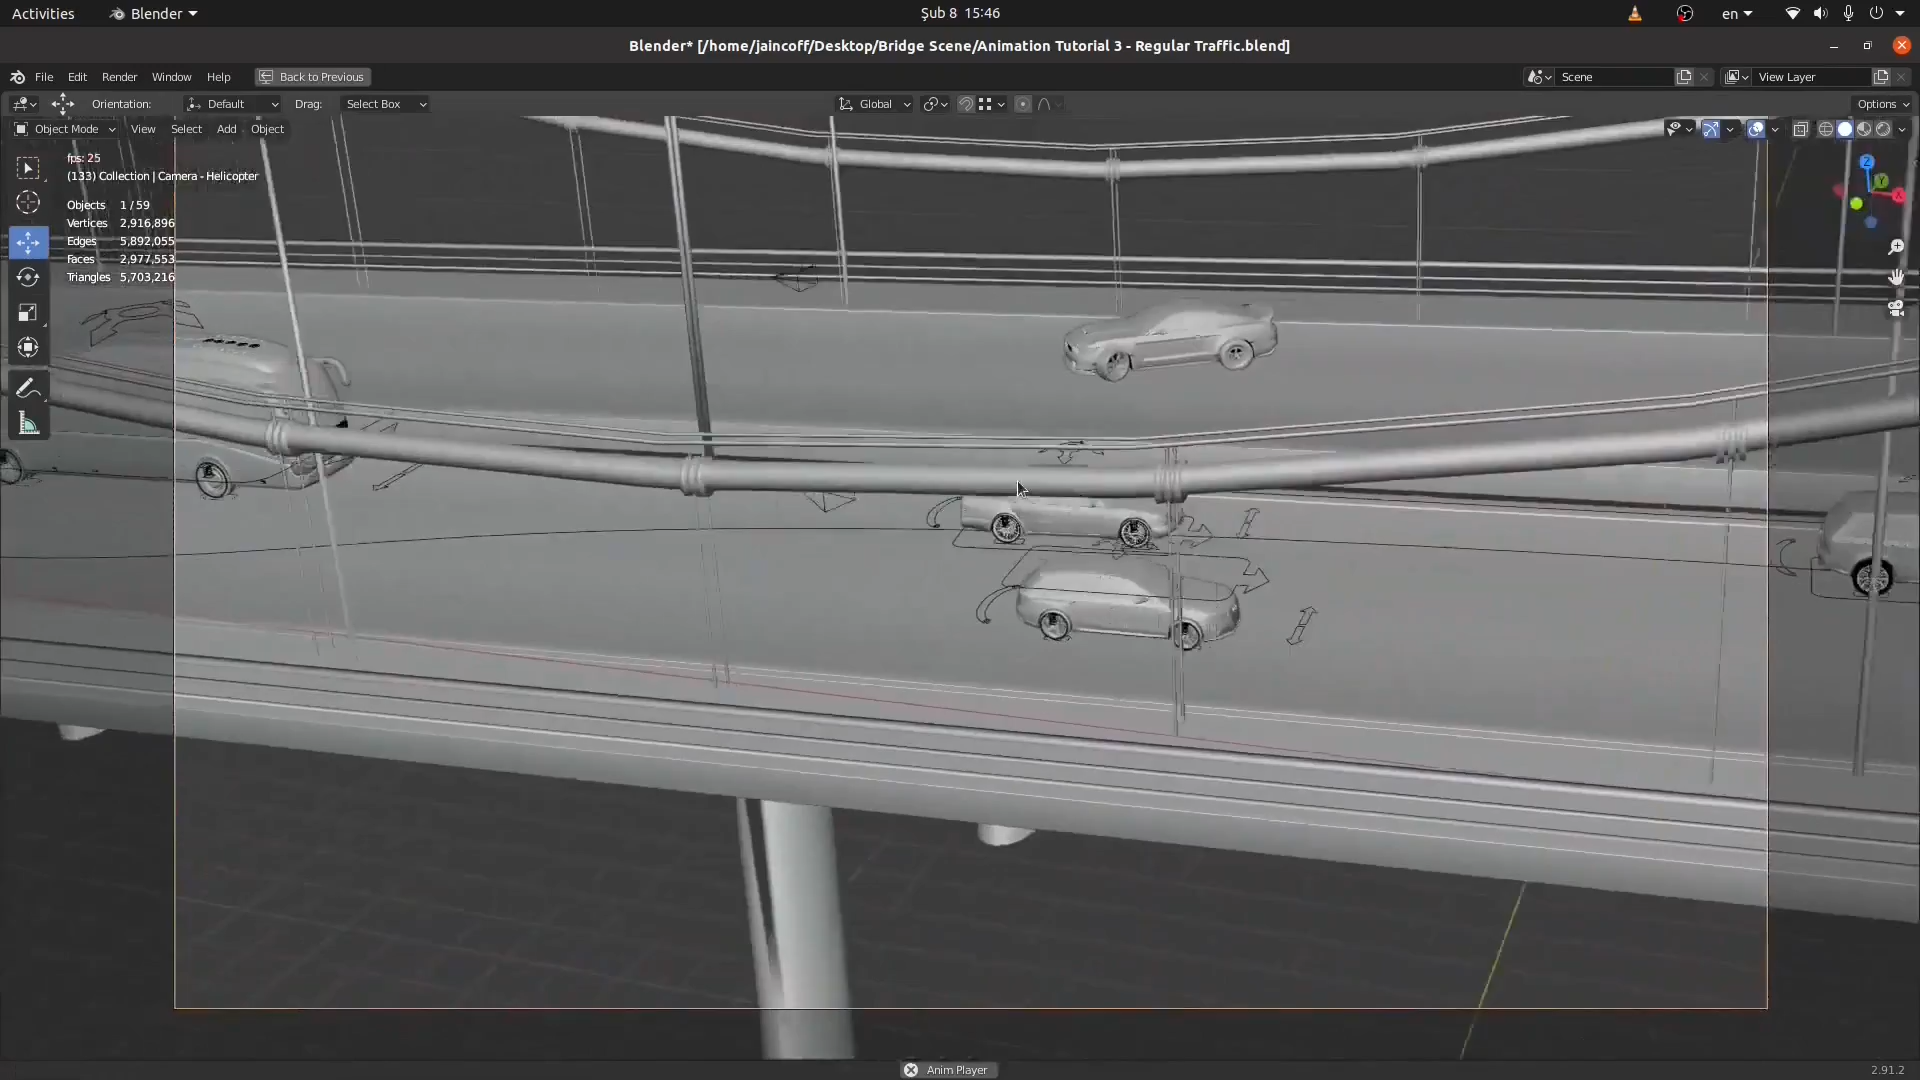 Activities Blender Şub 8 15:46 en
Blender* [/home/jaincoff/Desktop/Bridge Scene/Animation Tutorial 3 - Regular Traffic.blend]
File Edit Render Window Help Back to Previous Scene View Layer
Orientation: Default Drag: Select Box Global Options
Object Mode View Select Add Object
fps: 25
(133) Collection | Camera - Helicopter
Objects 1 / 59
Vertices 2,916,896
Edges 5,892,055
Faces 2,977,553
Triangles 5,703,216
Z
Y
X
Anim Player 2.91.2